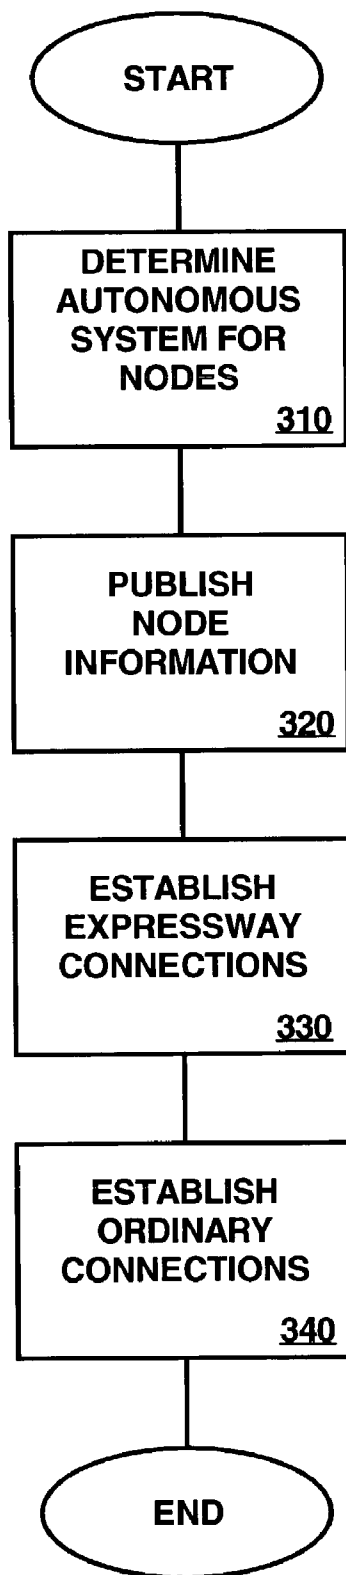 START
DETERMINE
AUTONOMOUS
SYSTEM FOR
NODES
310
PUBLISH
NODE
INFORMATION
320
ESTABLISH
EXPRESSWAY
CONNECTIONS
330
ESTABLISH
ORDINARY
CONNECTIONS
340
END